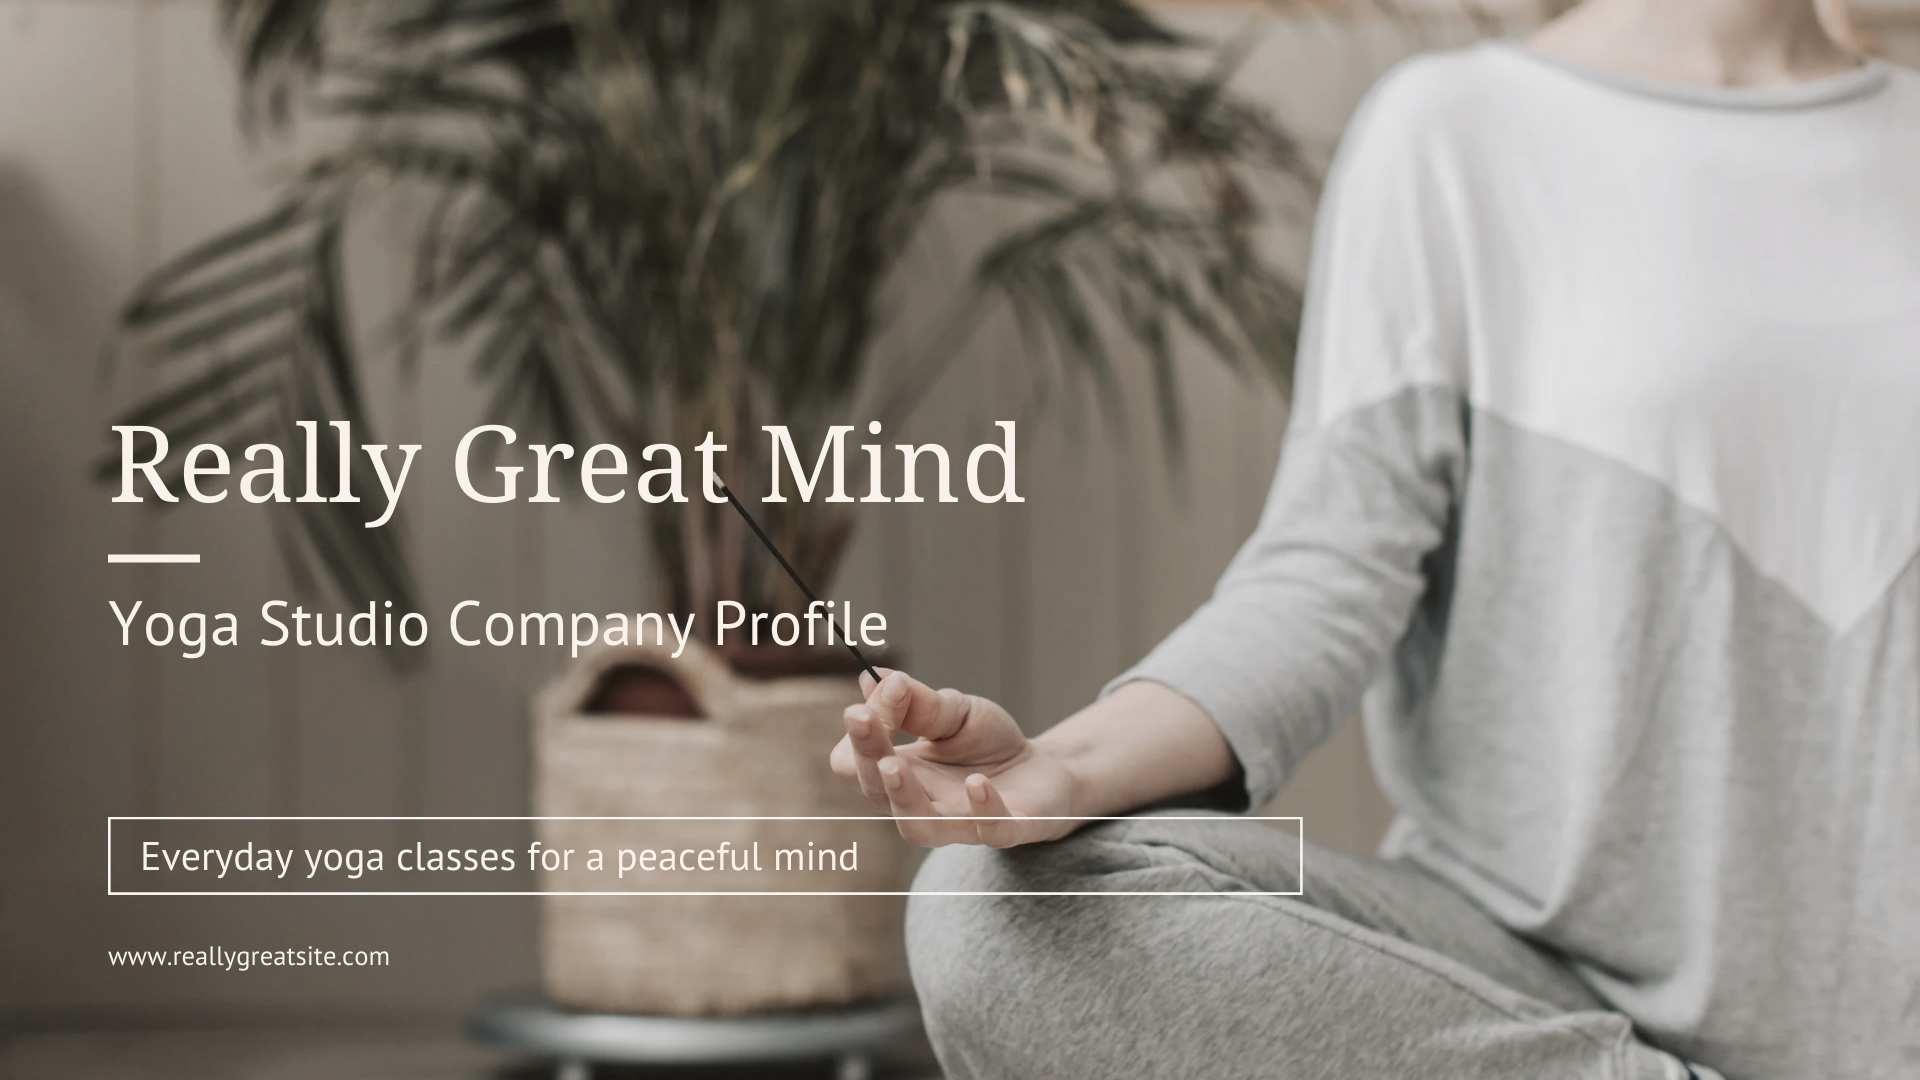 Really Great Mind
Yoga Studio Company Profile
Everyday yoga classes for a peaceful mind
www.reallygreatsite.com